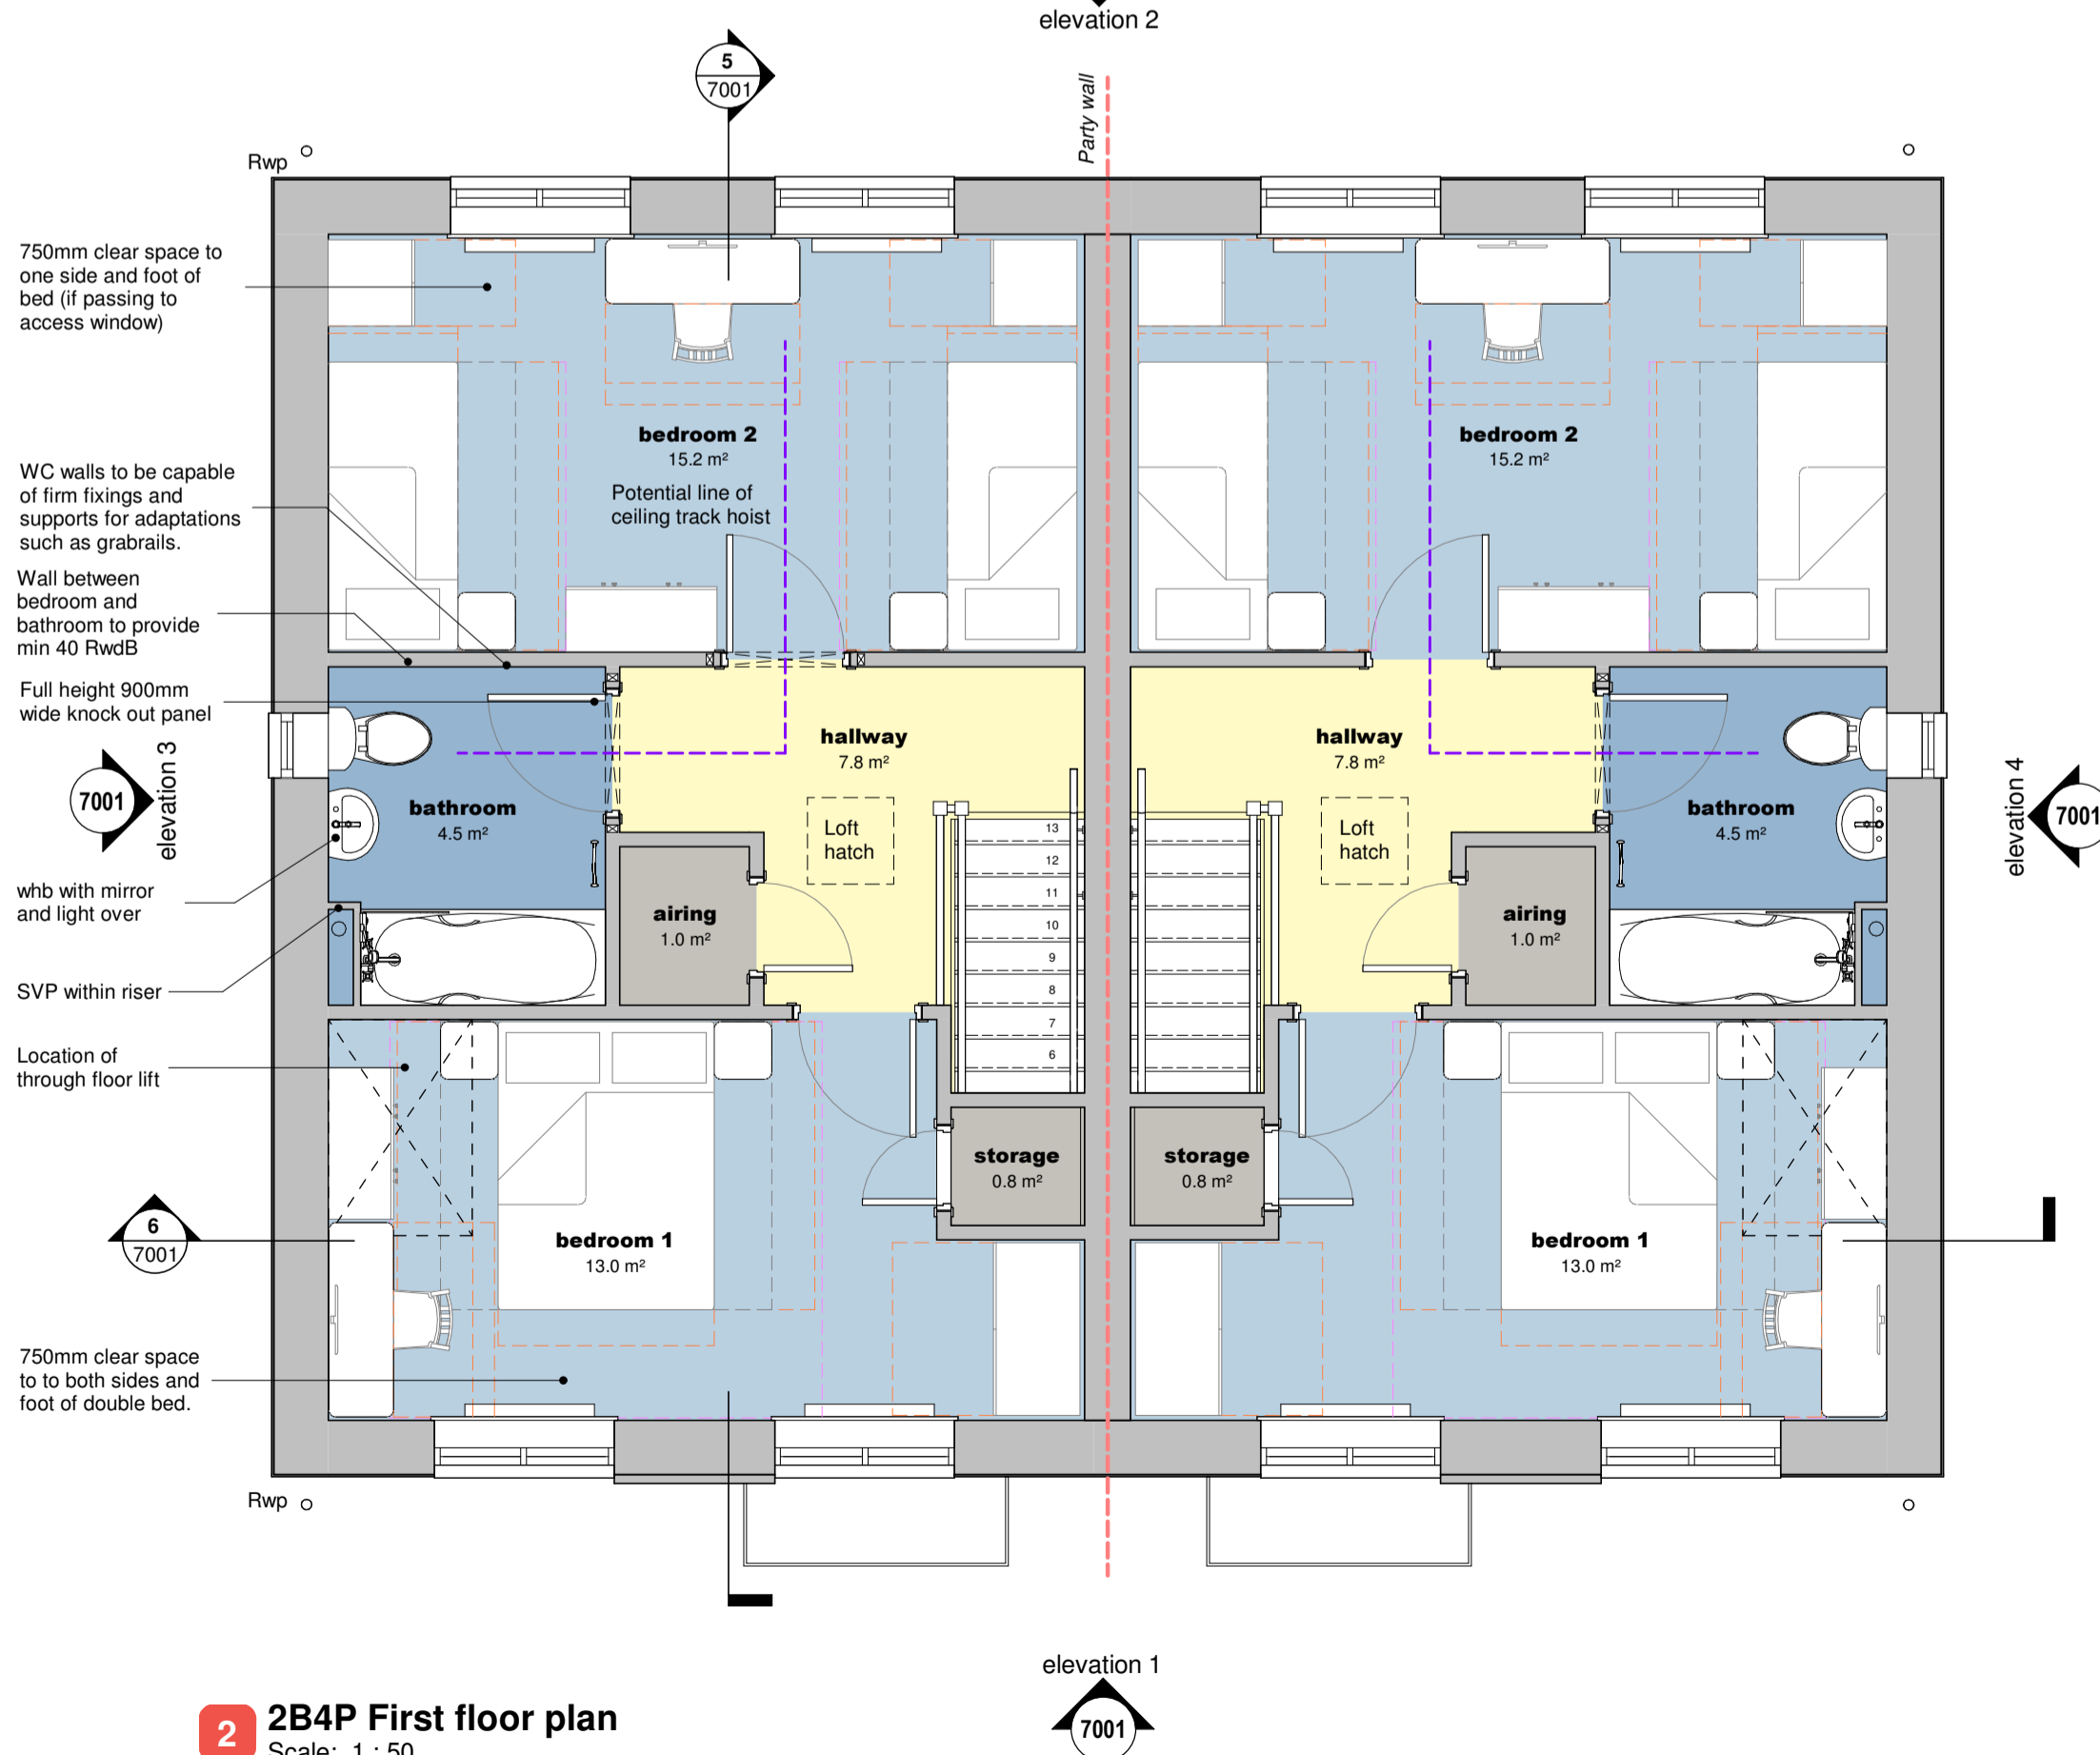 elevation 2
5
7001
Party wall
Rwp
750mm clear space to
one side and foot of
bed (if passing to
access window)
bedroom 2
15.2 m²
Potential line of
ceiling track hoist
bedroom 2
15.2 m²
WC walls to be capable
of firm fixings and
supports for adaptations
such as grabrails.
Wall between
bedroom and
bathroom to provide
min 40 RwdB
Full height 900mm
wide knock out panel
7001
elevation 3
bathroom
4.5 m²
hallway
7.8 m²
Loft
hatch
hallway
7.8 m²
Loft
hatch
bathroom
4.5 m²
elevation 4
7001
13
12
11
10
9
8
7
6
whb with mirror
and light over
airing
1.0 m²
airing
1.0 m²
SVP within riser
Location of
through floor lift
storage
0.8 m²
storage
0.8 m²
6
7001
bedroom 1
13.0 m²
bedroom 1
13.0 m²
750mm clear space
to to both sides and
foot of double bed.
Rwp
elevation 1
7001
2
2B4P First floor plan
Scale: 1 : 50